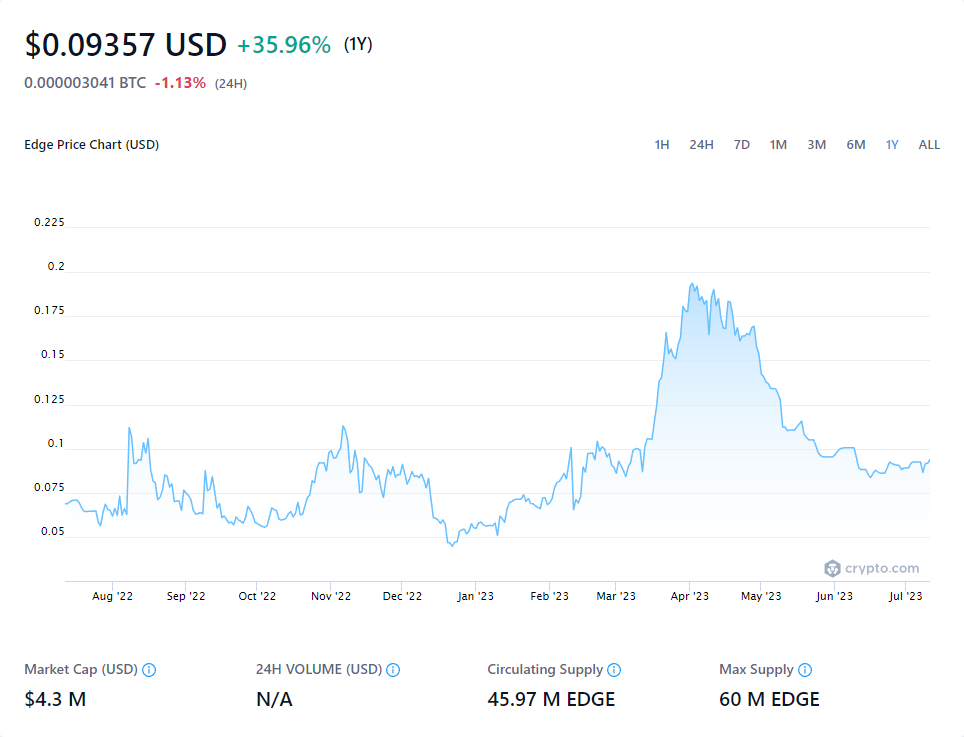 $0.09357 USD +35.96% (1Y)
0.000003041 BTC -1.13% (24H)
Edge Price Chart (USD) 1H 24H 7D 1M 3M 6M 1Y ALL
0.225
0.2
0.175
0.15
0.125
0.1
0.075
0.05
crypto.com
Aug '22 Sep '22 Oct '22 Nov '22 Dec '22 Jan '23 Feb '23 Mar '23 Apr '23 May '23 Jun '23 Jul '23
Market Cap (USD) 24H VOLUME (USD) Circulating Supply Max Supply
$4.3 M N/A 45.97 M EDGE 60 M EDGE